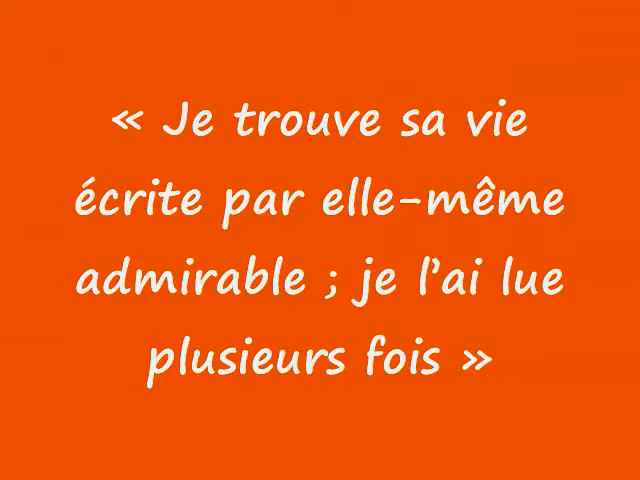 « Je trouve sa vie
écrite par elle-même
admirable ; je l’ai lue
plusieurs fois »